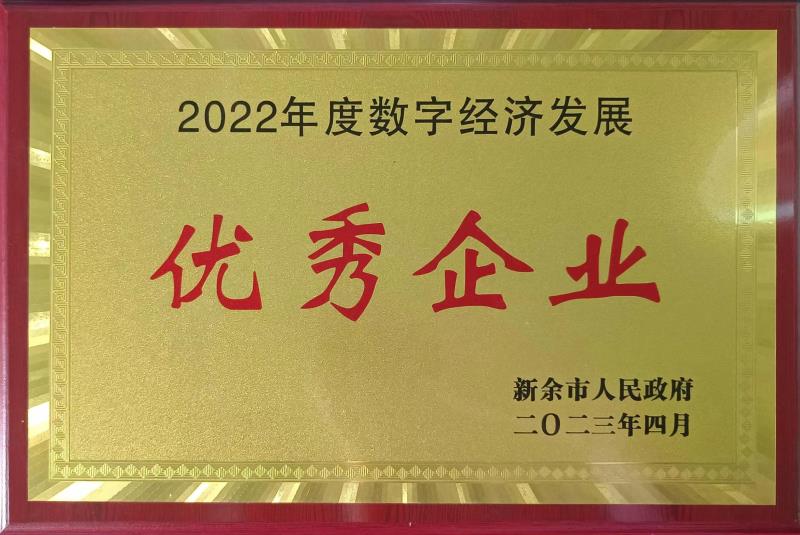 2022年度数字经济发展
优秀企业
新余市人民政府
二〇二三年四月